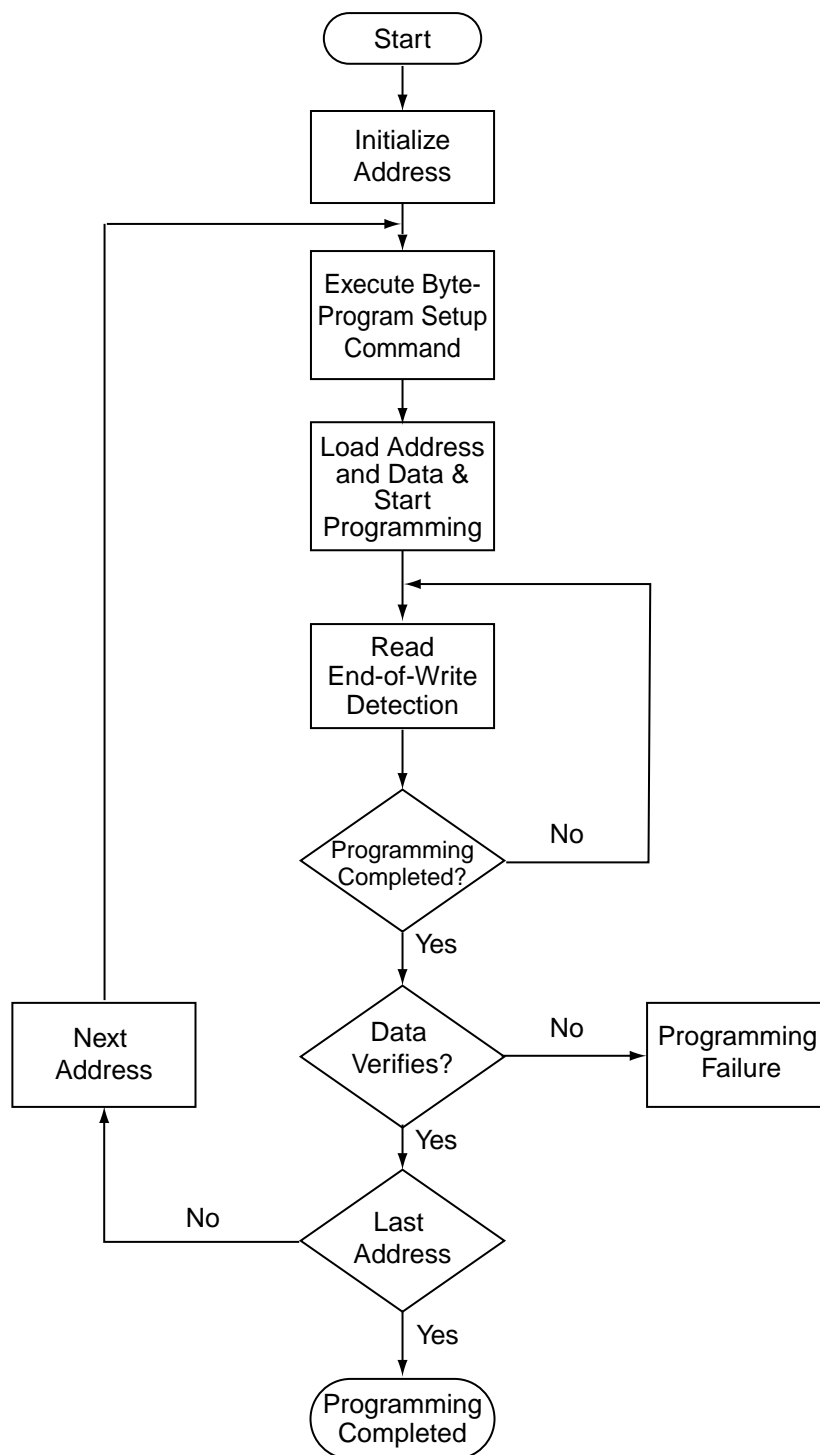 Start
Initialize
Address
Execute Byte-
Program Setup
Command
Load Address
and Data &
Start
Programming
Read
End-of-Write
Detection
Programming
Completed?
No
Yes
Next
Address
Data
Verifies?
No
Programming
Failure
Yes
No
Last
Address
Yes
Programming
Completed